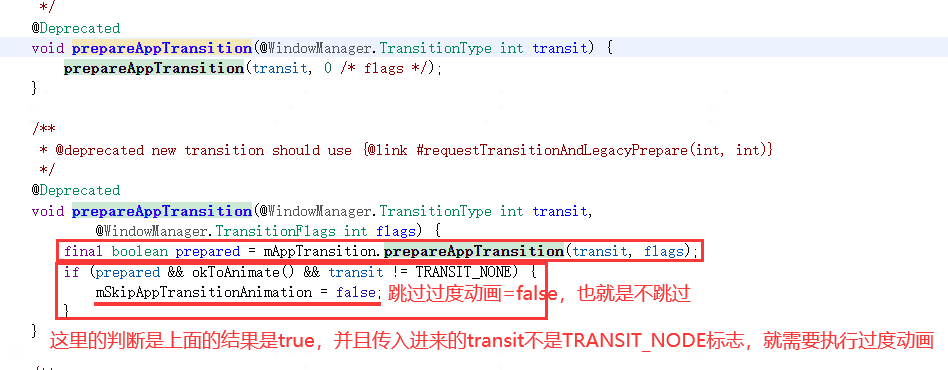 */
@Deprecated
void prepareAppTransition(@WindowManager.TransitionType int transit) {
prepareAppTransition(transit, 0 /* flags */);
}
/**
* @deprecated new transition should use {@link #requestTransitionAndLegacyPrepare(int, int)}
*/
@Deprecated
void prepareAppTransition(@WindowManager.TransitionType int transit,
@WindowManager.TransitionFlags int flags) {
final boolean prepared = mAppTransition.prepareAppTransition(transit, flags);
if (prepared && okToAnimate() && transit != TRANSIT_NONE) {
mSkipAppTransitionAnimation = false; 跳过过度动画=false，也就是不跳过
}
}
这里的判断是上面的结果是true，并且传入进来的transit不是TRANSIT_NODE标志，就需要执行过度动画